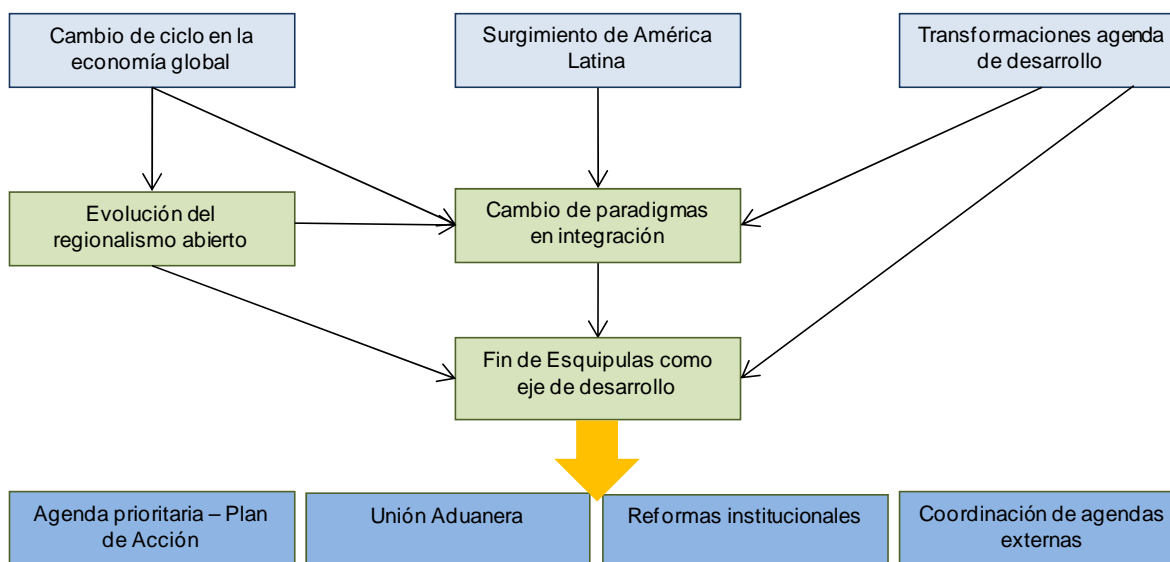 Cambio de ciclo en la
economía global
Surgimiento de América
Latina
Transformaciones agenda
de desarrollo
Evolución del
regionalismo abierto
Cambio de paradigmas
en integración
Fin de Esquipulas como
eje de desarrollo
Agenda prioritaria – Plan
de Acción
Unión Aduanera
Reformas institucionales
Coordinación de agendas
externas